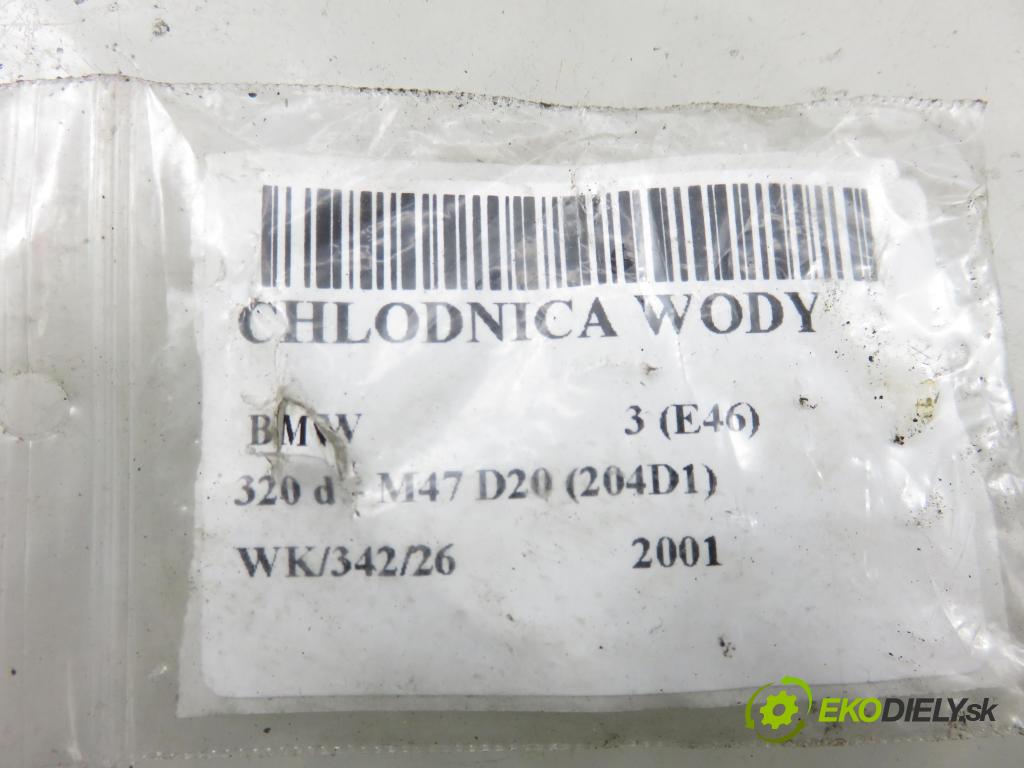 CHLODNICA WODY
BMW 3 (E46)
320 d - M47 D20 (204D1)
WK/342/26 2001
EKODIELY.sk